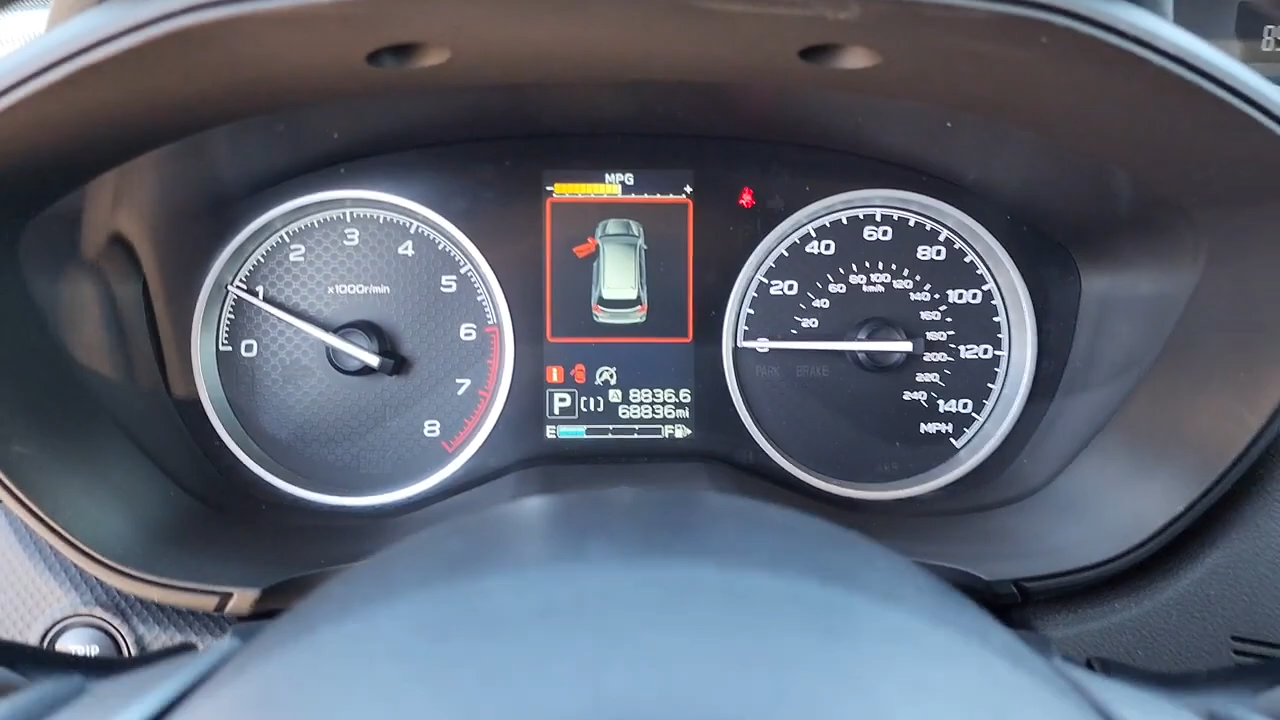 MPG
- +
0 1 2 3 4 5 6 7 8
x1000r/min
P A 8836.6
68836mi
E F
0 20 40 60 80 100 120 140
MPH
20 40 60 80 100 120 140 160 180 200 220 240
km/h
PARK BRAKE
TRIP